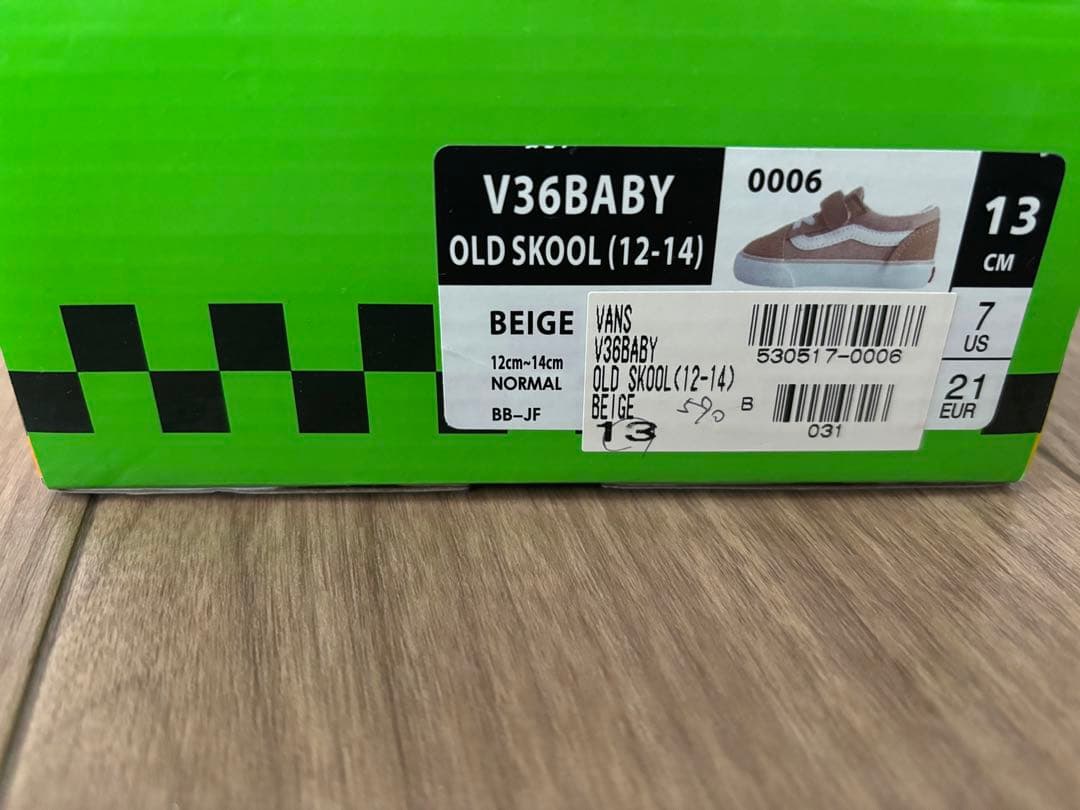 V36BABY
OLD SKOOL (12-14)
0006
13
CM
BEIGE
12cm~14cm
NORMAL
BB-JF
7
US
21
EUR
VANS
V36BABY
OLD SKOOL(12-14)
BEIGE
13
530517-0006
B
031